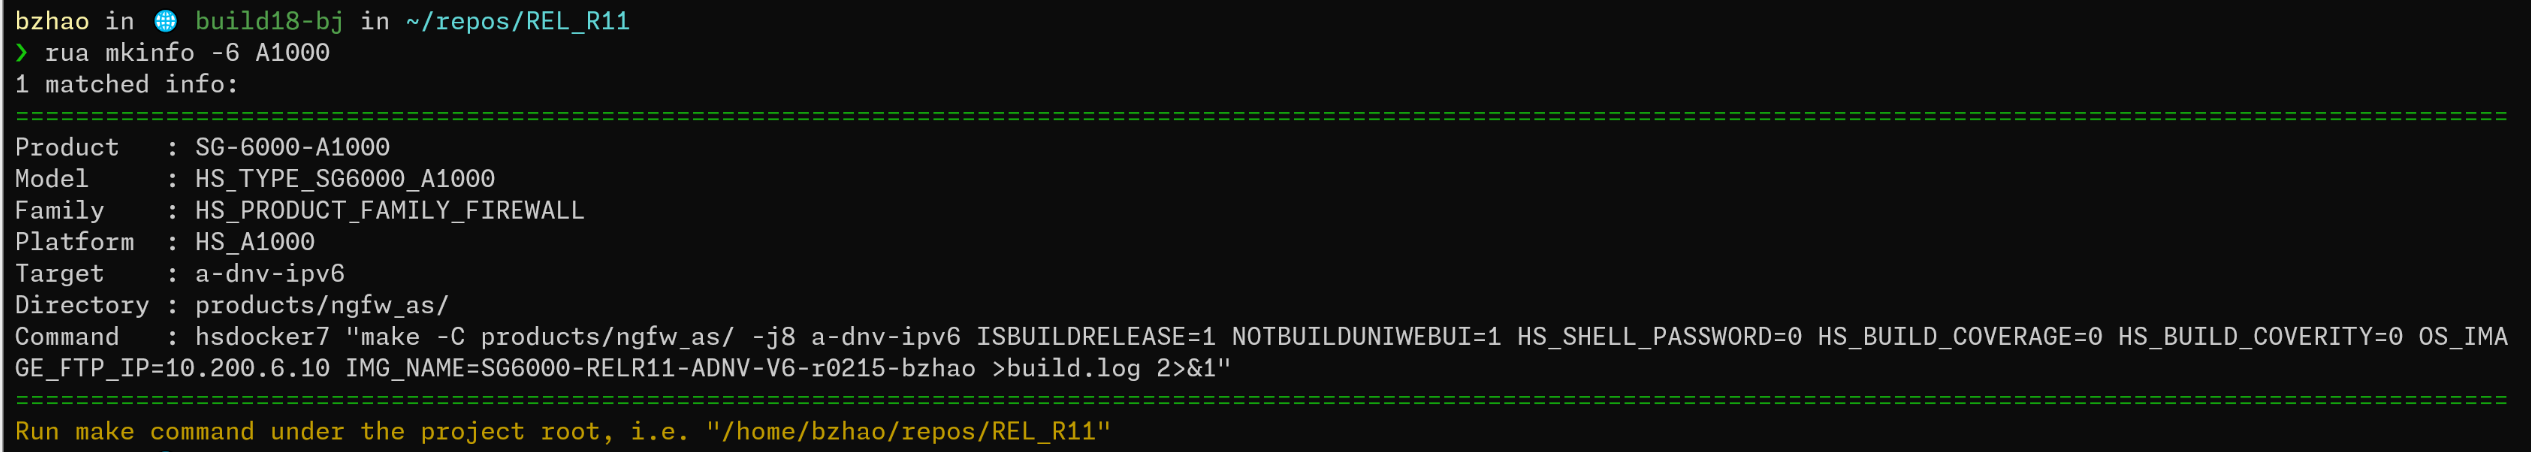 bzhao in 🌐 build18-bj in ~/repos/REL_R11
❯ rua mkinfo -6 A1000
1 matched info:
======================================================================================================================================================================
Product   : SG-6000-A1000
Model     : HS_TYPE_SG6000_A1000
Family    : HS_PRODUCT_FAMILY_FIREWALL
Platform  : HS_A1000
Target    : a-dnv-ipv6
Directory : products/ngfw_as/
Command   : hsdocker7 "make -C products/ngfw_as/ -j8 a-dnv-ipv6 ISBUILDRELEASE=1 NOTBUILDUNIWEBUI=1 HS_SHELL_PASSWORD=0 HS_BUILD_COVERAGE=0 HS_BUILD_COVERITY=0 OS_IMA
GE_FTP_IP=10.200.6.10 IMG_NAME=SG6000-RELR11-ADNV-V6-r0215-bzhao >build.log 2>&1"
======================================================================================================================================================================
Run make command under the project root, i.e. "/home/bzhao/repos/REL_R11"